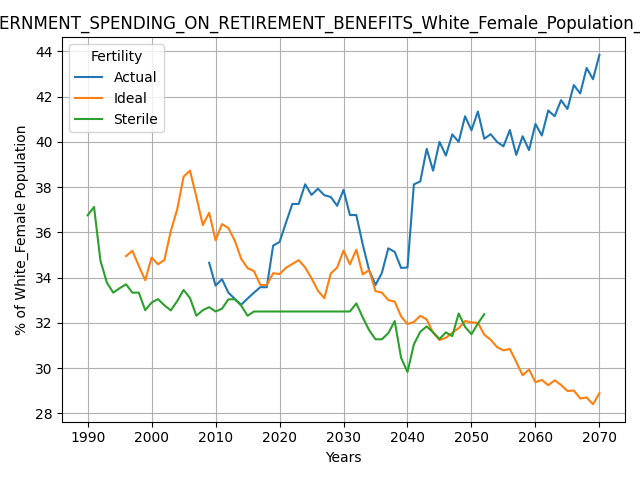 ERNMENT_SPENDING_ON_RETIREMENT_BENEFITS_White_Female_Population_
Fertility
Actual
Ideal
Sterile
% of White_Female Population
44
42
40
38
36
34
32
30
28
1990
2000
2010
2020
2030
2040
2050
2060
2070
Years